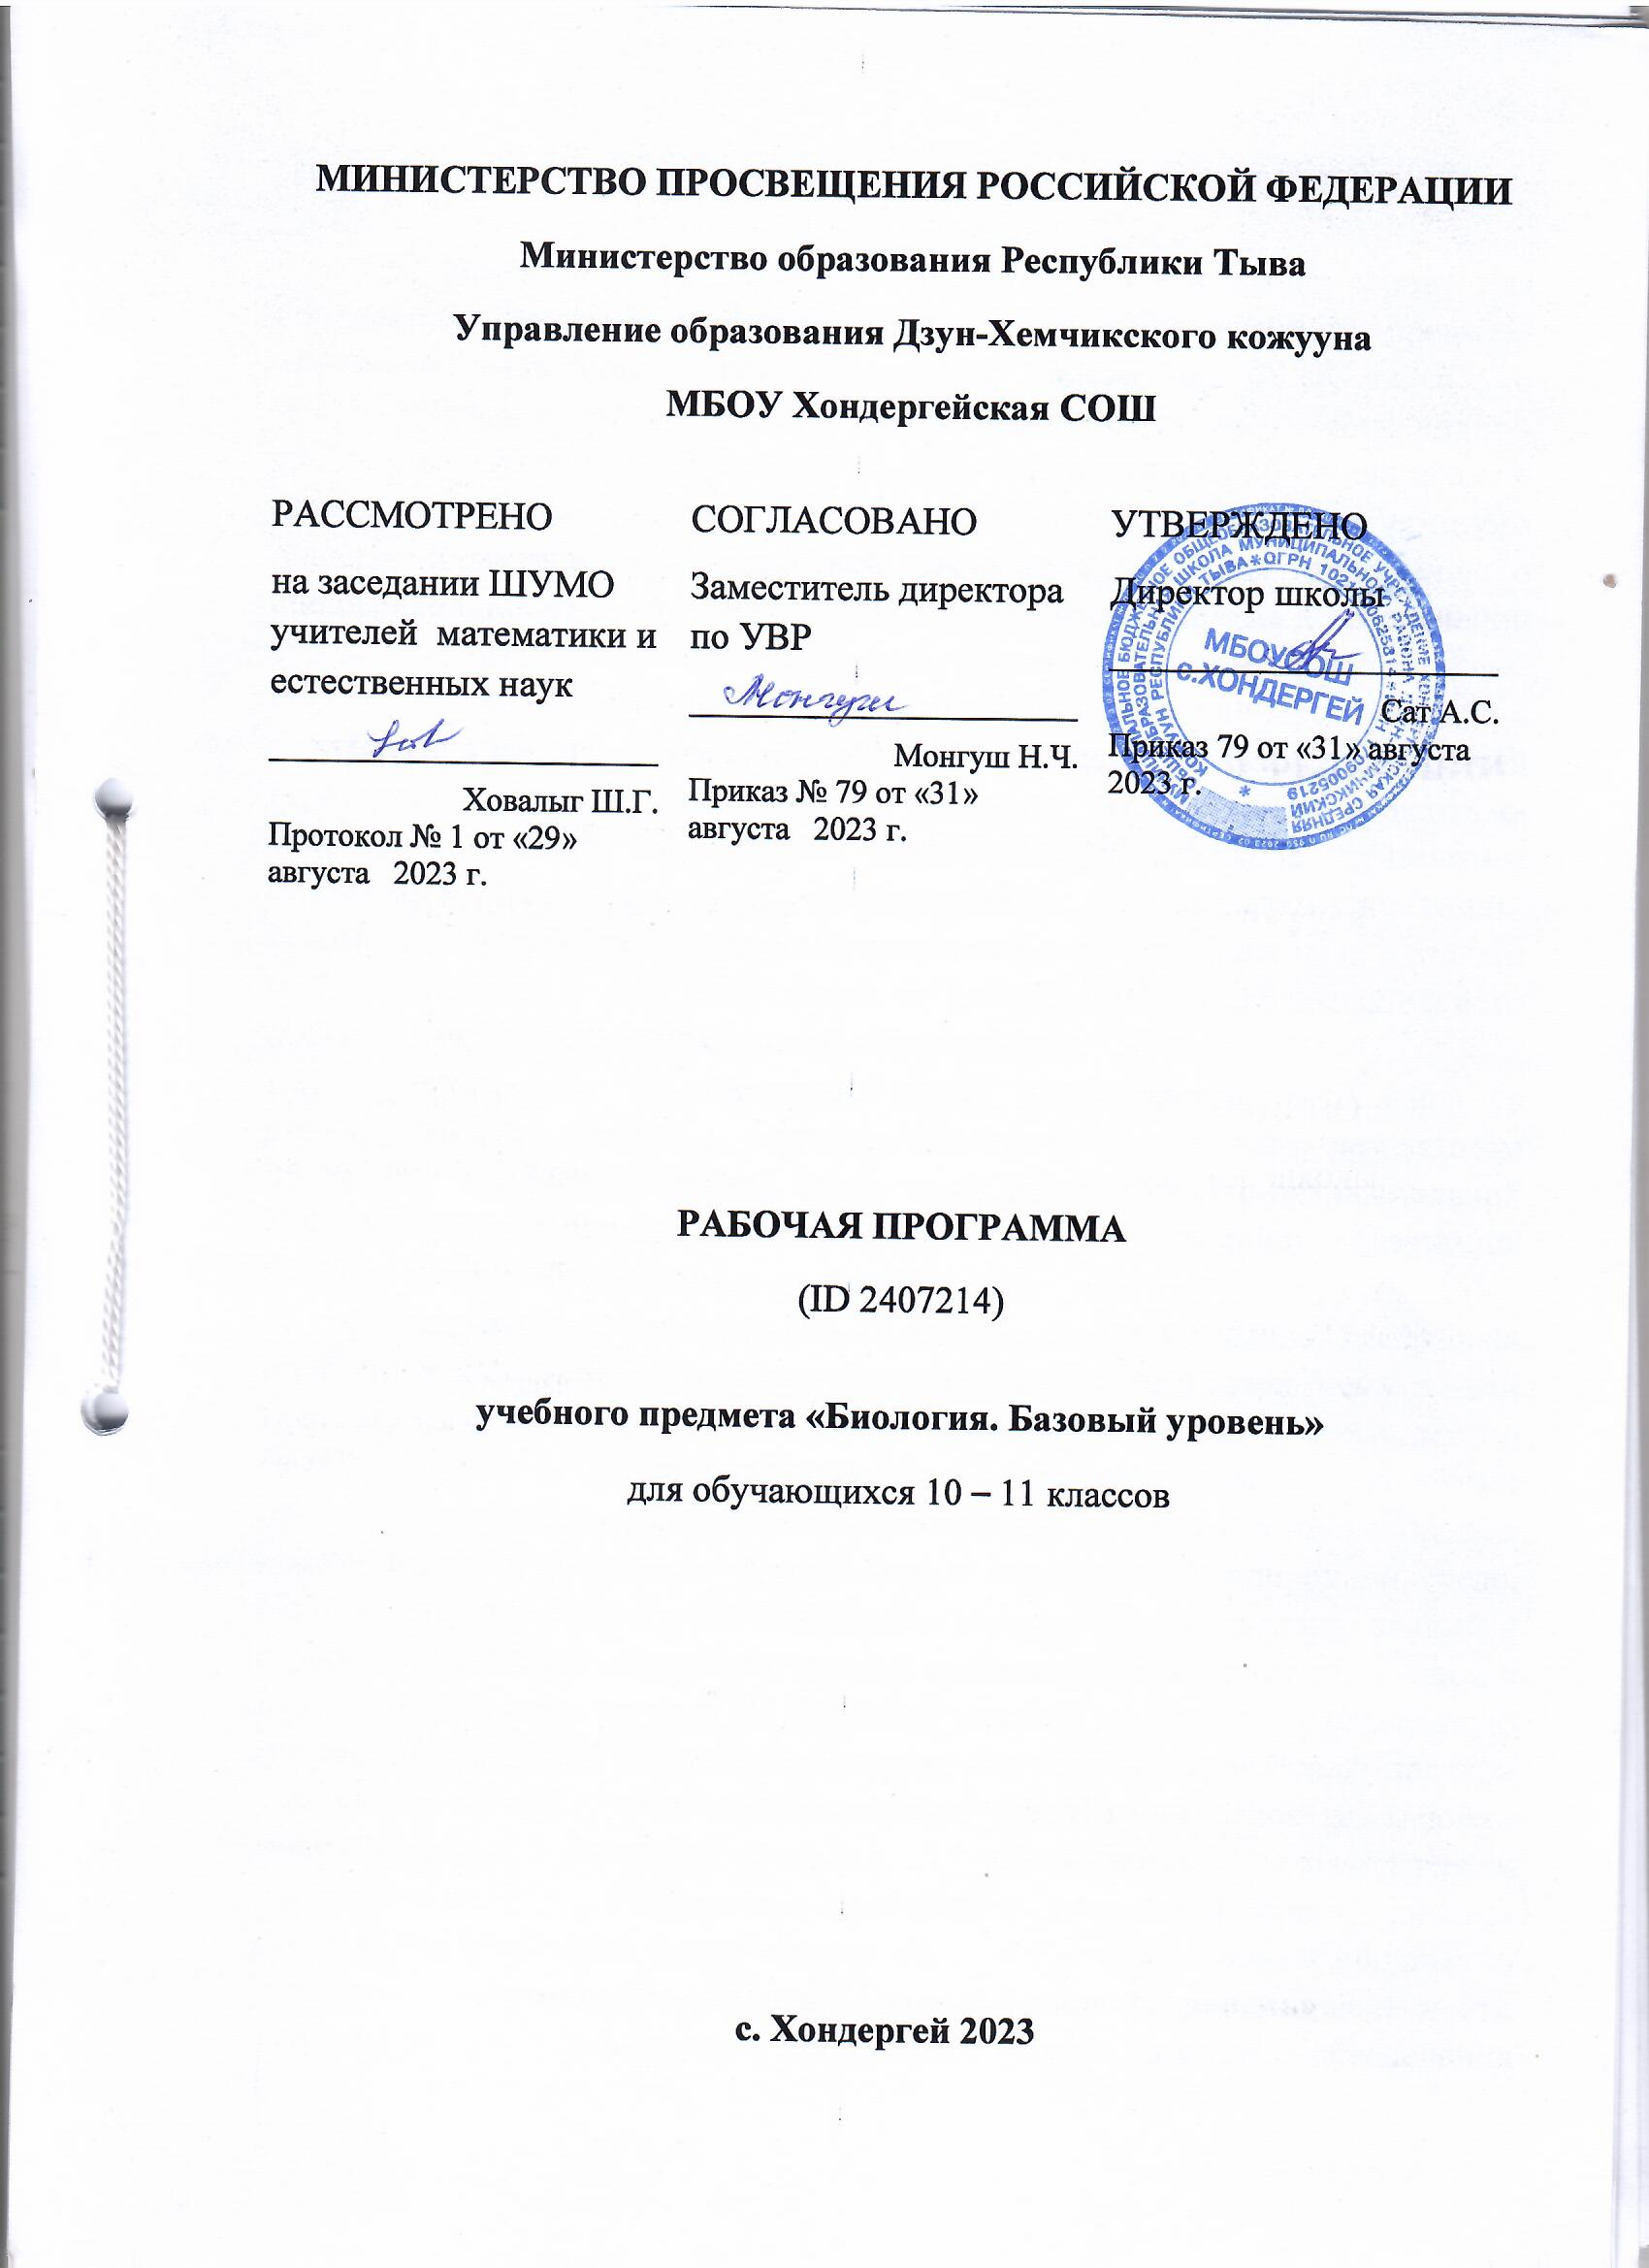 МИНИСТЕРСТВО ПРОСВЕЩЕНИЯ РОССИЙСКОЙ ФЕДЕРАЦИИ
Министерство образования Республики Тыва
Управление образования Дзун-Хемчикского кожууна
МБОУ Хондергейская СОШ
РАССМОТРЕНО
на заседании ШУМО
учителей математики и
естественных наук
Ховалыг Ш.Г.
Протокол № 1 от «29»
августа 2023 г.
СОГЛАСОВАНО
Заместитель директора
по УВР
Монгуш
Монгуш Н.Ч.
Приказ № 79 от «31»
августа 2023 г.
УТВЕРЖДЕНО
Директор школы
Сат А.С.
Приказ 79 от «31» августа
2023 г.
МБОУ СОШ
с.ХОНДЕРГЕЙ
РАБОЧАЯ ПРОГРАММА
(ID 2407214)
учебного предмета «Биология. Базовый уровень»
для обучающихся 10 – 11 классов
с. Хондергей 2023